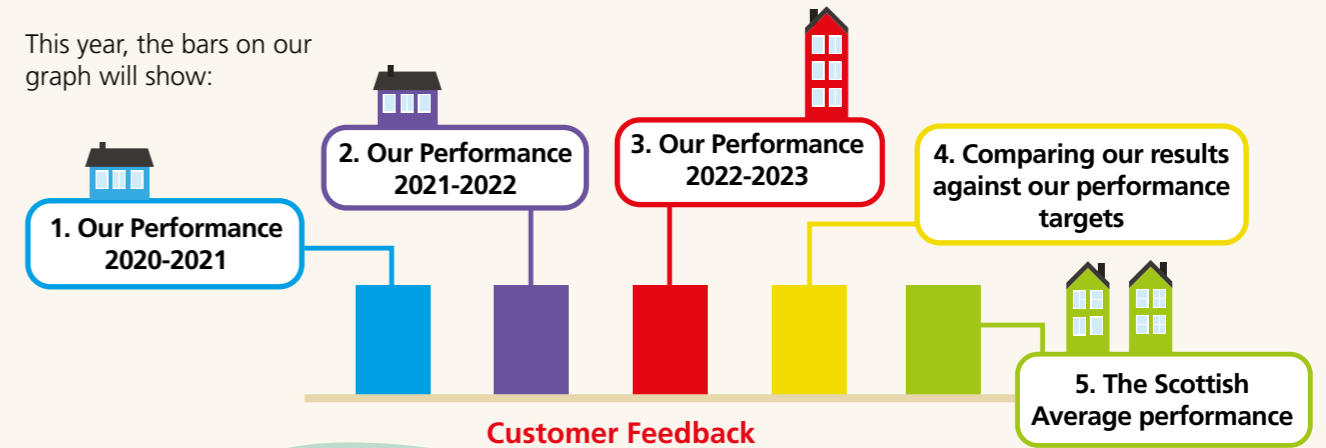 This year, the bars on our
graph will show:
1. Our Performance
2020-2021
2. Our Performance
2021-2022
3. Our Performance
2022-2023
4. Comparing our results
against our performance
targets
5. The Scottish
Average performance
Customer Feedback